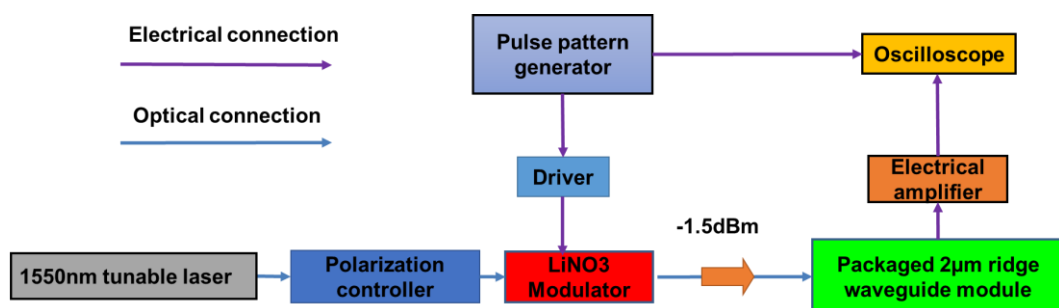 Electrical connection
Optical connection
Pulse pattern
generator
Oscilloscope
Driver
Electrical
amplifier
-1.5dBm
1550nm tunable laser
Polarization
controller
LiNO3
Modulator
Packaged 2μm ridge
waveguide module